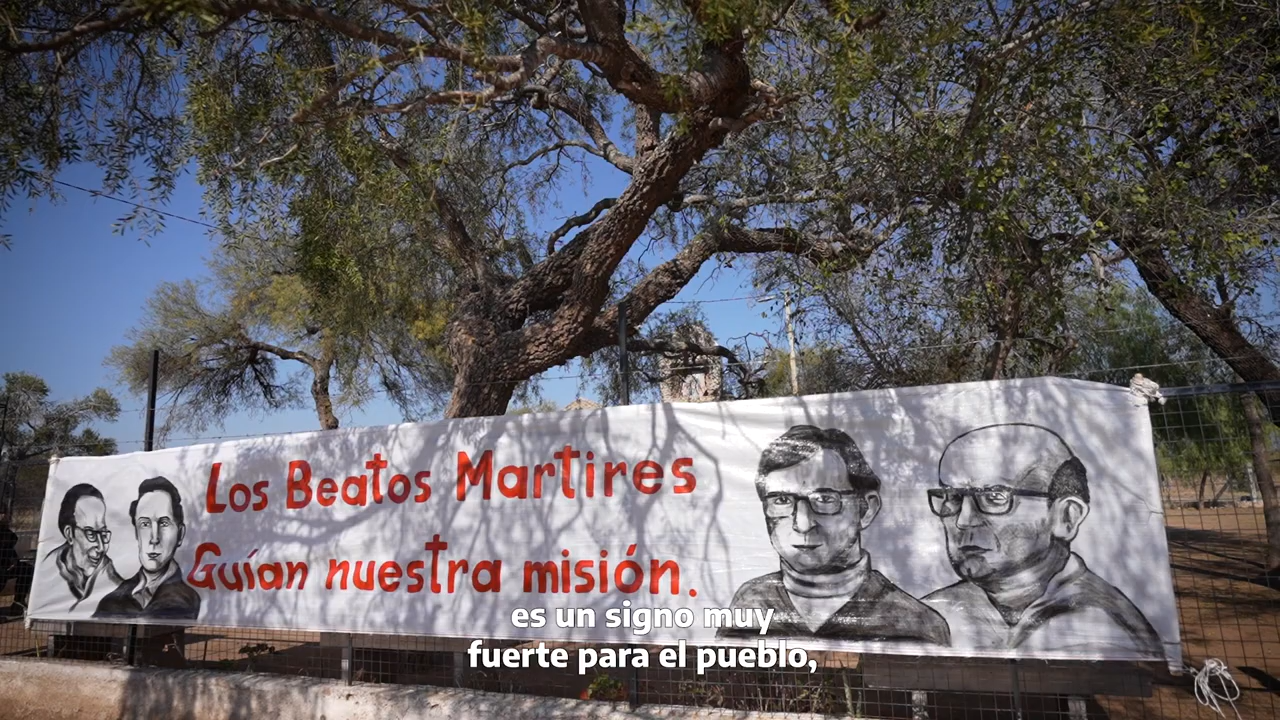 Los Beatos Martires
Guían nuestra misión.
es un signo muy
fuerte para el pueblo,